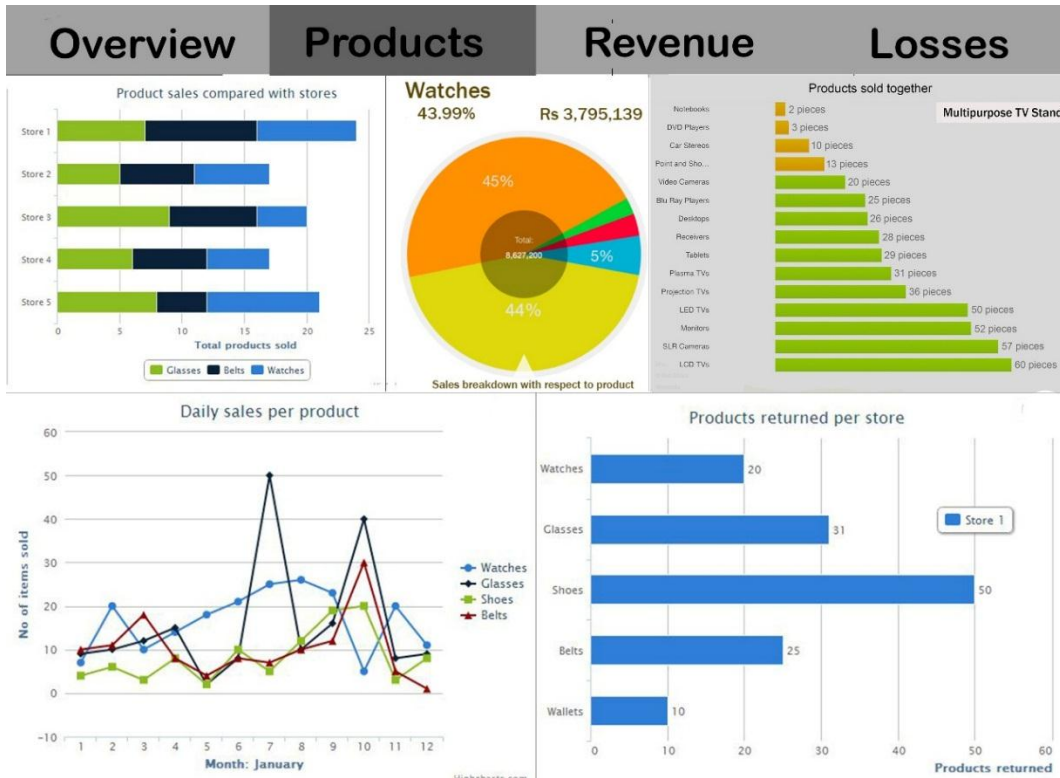 Overview Products Revenue Losses
Product sales compared with stores
Store 1
Store 2
Store 3
Store 4
Store 5
0 5 10 15 20 25
Total products sold
Glasses Belts Watches
Watches
43.99% Rs 3,795,139
45%
Total:
8,627,200
5%
44%
Sales breakdown with respect to product
Products sold together
Multipurpose TV Stand
Notebooks 2 pieces
DVD Players 3 pieces
Car Stereos 10 pieces
Point and Sho... 13 pieces
Video Cameras 20 pieces
Blu Ray Players 25 pieces
Desktops 26 pieces
Receivers 28 pieces
Tablets 29 pieces
Plasma TVs 31 pieces
Projection TVs 36 pieces
LED TVs 50 pieces
Monitors 52 pieces
SLR Cameras 57 pieces
LCD TVs 60 pieces
Daily sales per product
No of items sold
60
50
40
30
20
10
0
-10
1 2 3 4 5 6 7 8 9 10 11 12
Month: January
Watches
Glasses
Shoes
Belts
Highcharts.com
Products returned per store
Watches 20
Glasses 31
Shoes 50
Belts 25
Wallets 10
Store 1
0 10 20 30 40 50 60
Products returned